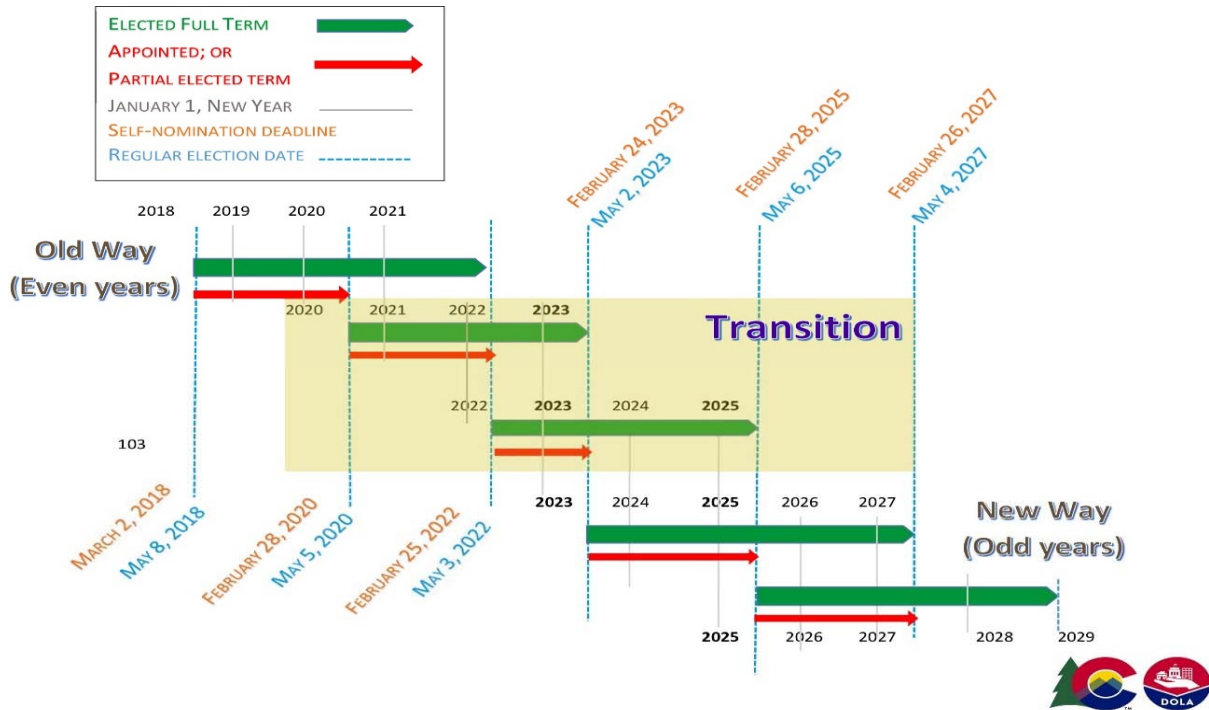 ELECTED FULL TERM
APPOINTED; OR
PARTIAL ELECTED TERM
JANUARY 1, NEW YEAR
SELF-NOMINATION DEADLINE
REGULAR ELECTION DATE
FEBRUARY 24, 2023
MAY 2, 2023
FEBRUARY 28, 2025
MAY 6, 2025
FEBRUARY 26, 2027
MAY 4, 2027
2018 2019 2020 2021
Old Way
(Even years)
2020 2021 2022 2023
Transition
2022 2023 2024 2025
103
2023 2024 2025 2026 2027
New Way
(Odd years)
MARCH 2, 2018
MAY 8, 2018
FEBRUARY 28, 2020
MAY 5, 2020
FEBRUARY 25, 2022
MAY 3, 2022
2025 2026 2027 2028 2029
TM
DOLA